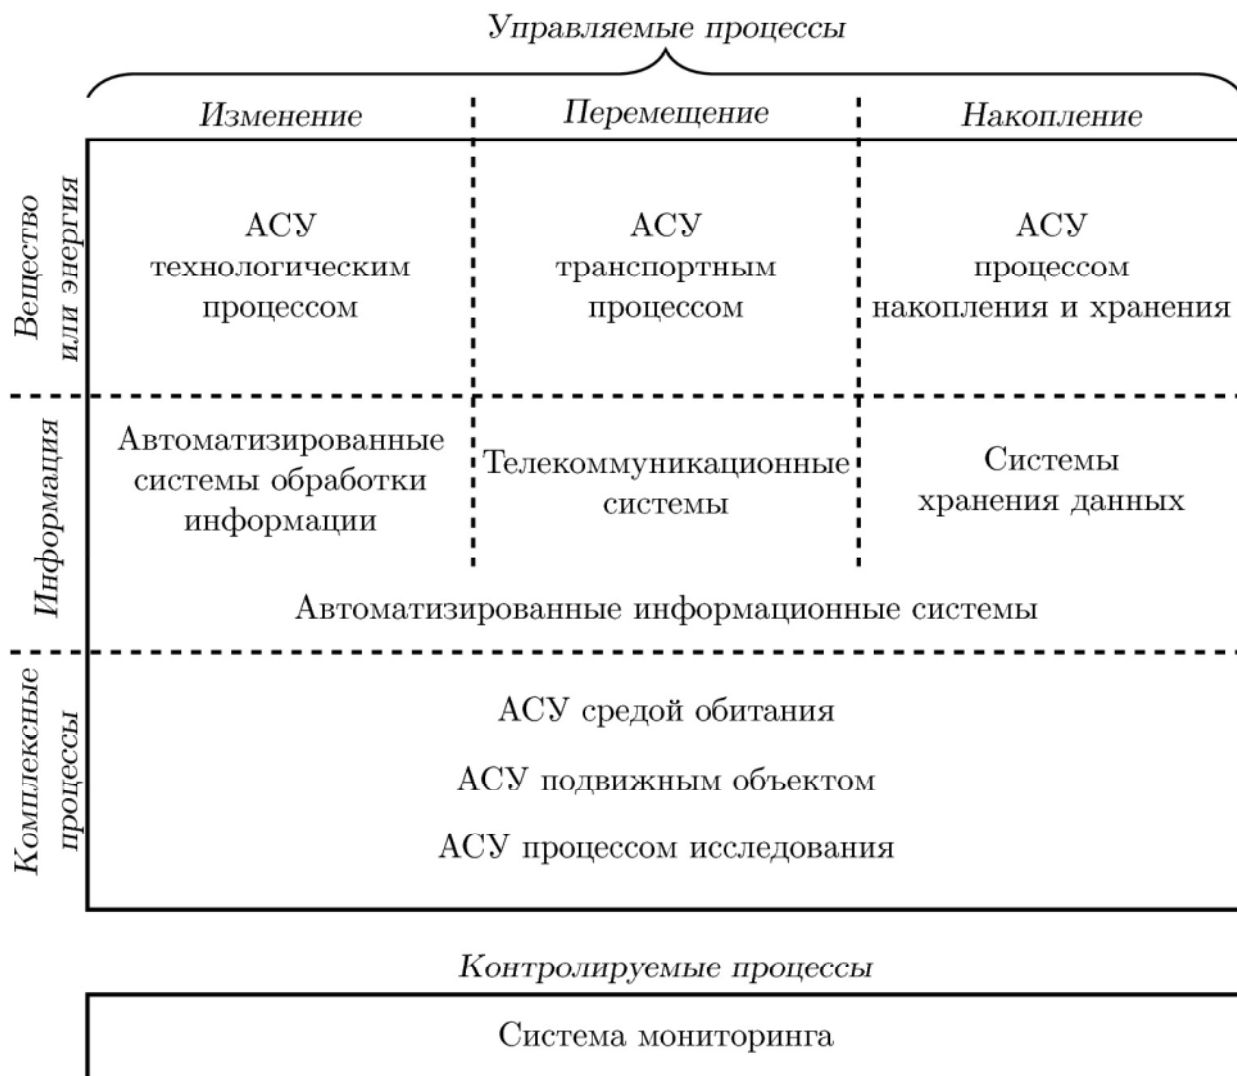 Управляемые процессы
Изменение
Перемещение
Накопление
Вещество
или энергия
АСУ
технологическим
процессом
АСУ
транспортным
процессом
АСУ
процессом
накопления и хранения
Информация
Автоматизированные
системы обработки
информации
Телекоммуникационные
системы
Системы
хранения данных
Автоматизированные информационные системы
Комплексные
процессы
АСУ средой обитания
АСУ подвижным объектом
АСУ процессом исследования
Контролируемые процессы
Система мониторинга